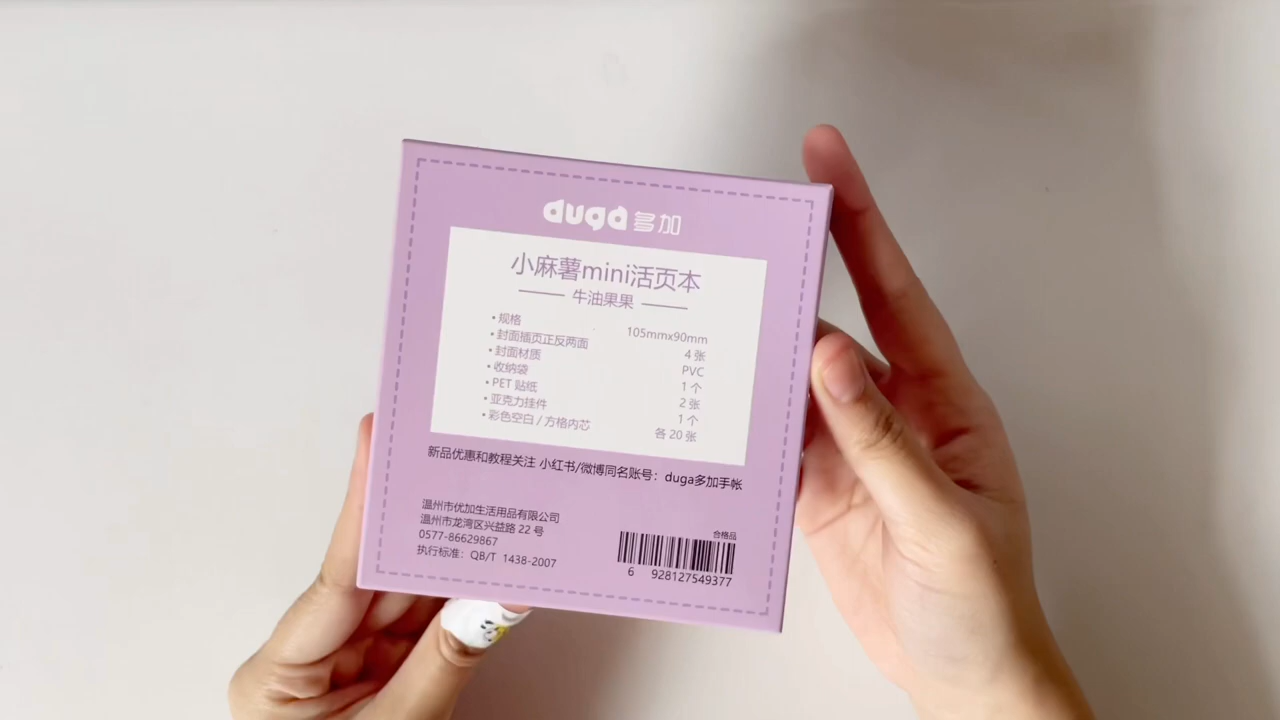 duga 多加
小麻薯mini活页本
牛油果果
•规格 105mmx90mm
•封面插页正反两面 4 张
•封面材质 PVC
•收纳袋 1 个
•PET 贴纸 2 张
•亚克力挂件 1 个
•彩色空白 / 方格内芯 各 20 张
新品优惠和教程关注 小红书/微博同名账号：duga多加手帐
温州市优加生活用品有限公司
温州市龙湾区兴益路 22 号
0577-86629867
执行标准：QB/T 1438-2007
合格品
6 928127549377